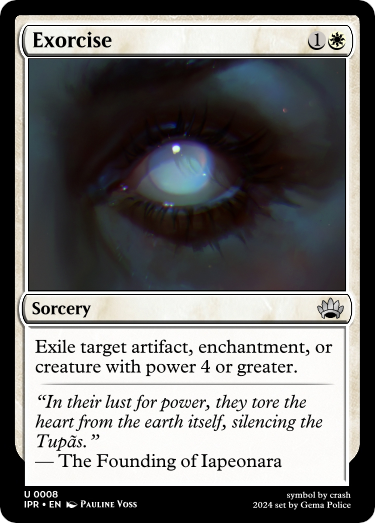 Exorcise
1
Sorcery
Exile target artifact, enchantment, or
creature with power 4 or greater.
“In their lust for power, they tore the
heart from the earth itself, silencing the
Tupãs.”
— The Founding of Iapeonara
U 0008
IPR • EN Pauline Voss
symbol by crash
2024 set by Gema Police